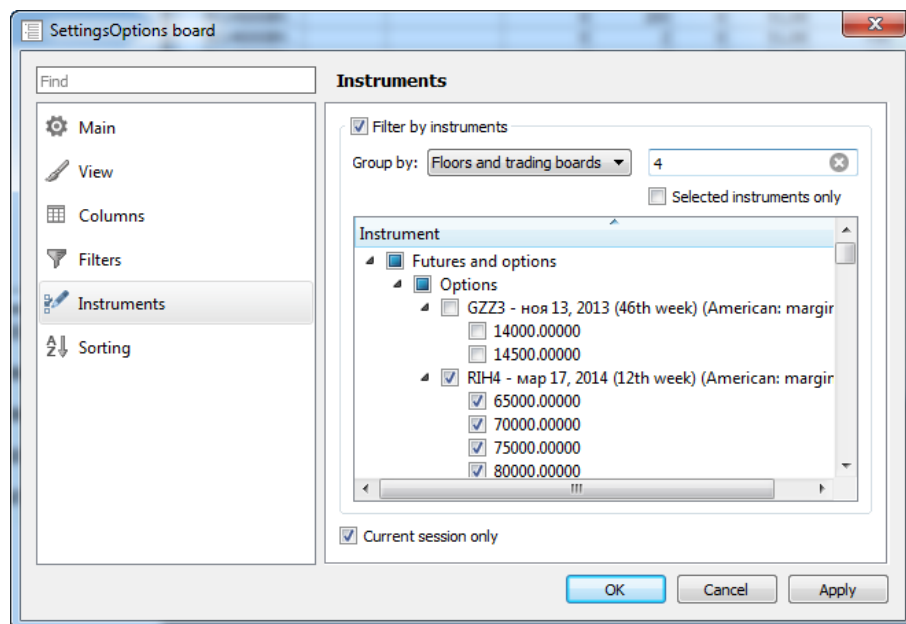 SettingsOptions board
x
Find
Main
View
Columns
Filters
Instruments
Sorting
Instruments
Filter by instruments
Group by: Floors and trading boards 4
Selected instruments only
Instrument
Futures and options
Options
GZZ3 - ноя 13, 2013 (46th week) (American: margin
14000.00000
14500.00000
RIH4 - мар 17, 2014 (12th week) (American: margin
65000.00000
70000.00000
75000.00000
80000.00000
Current session only
OK Cancel Apply